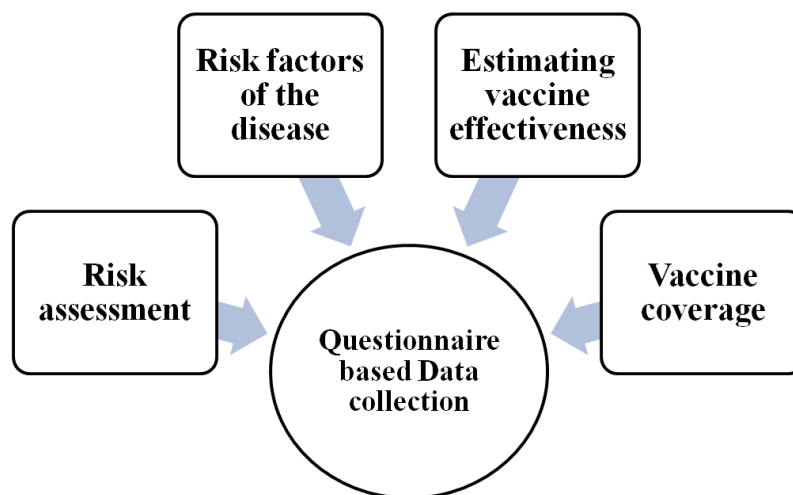 Risk factors
of the
disease
Estimating
vaccine
effectiveness
Risk
assessment
Vaccine
coverage
Questionnaire
based Data
collection